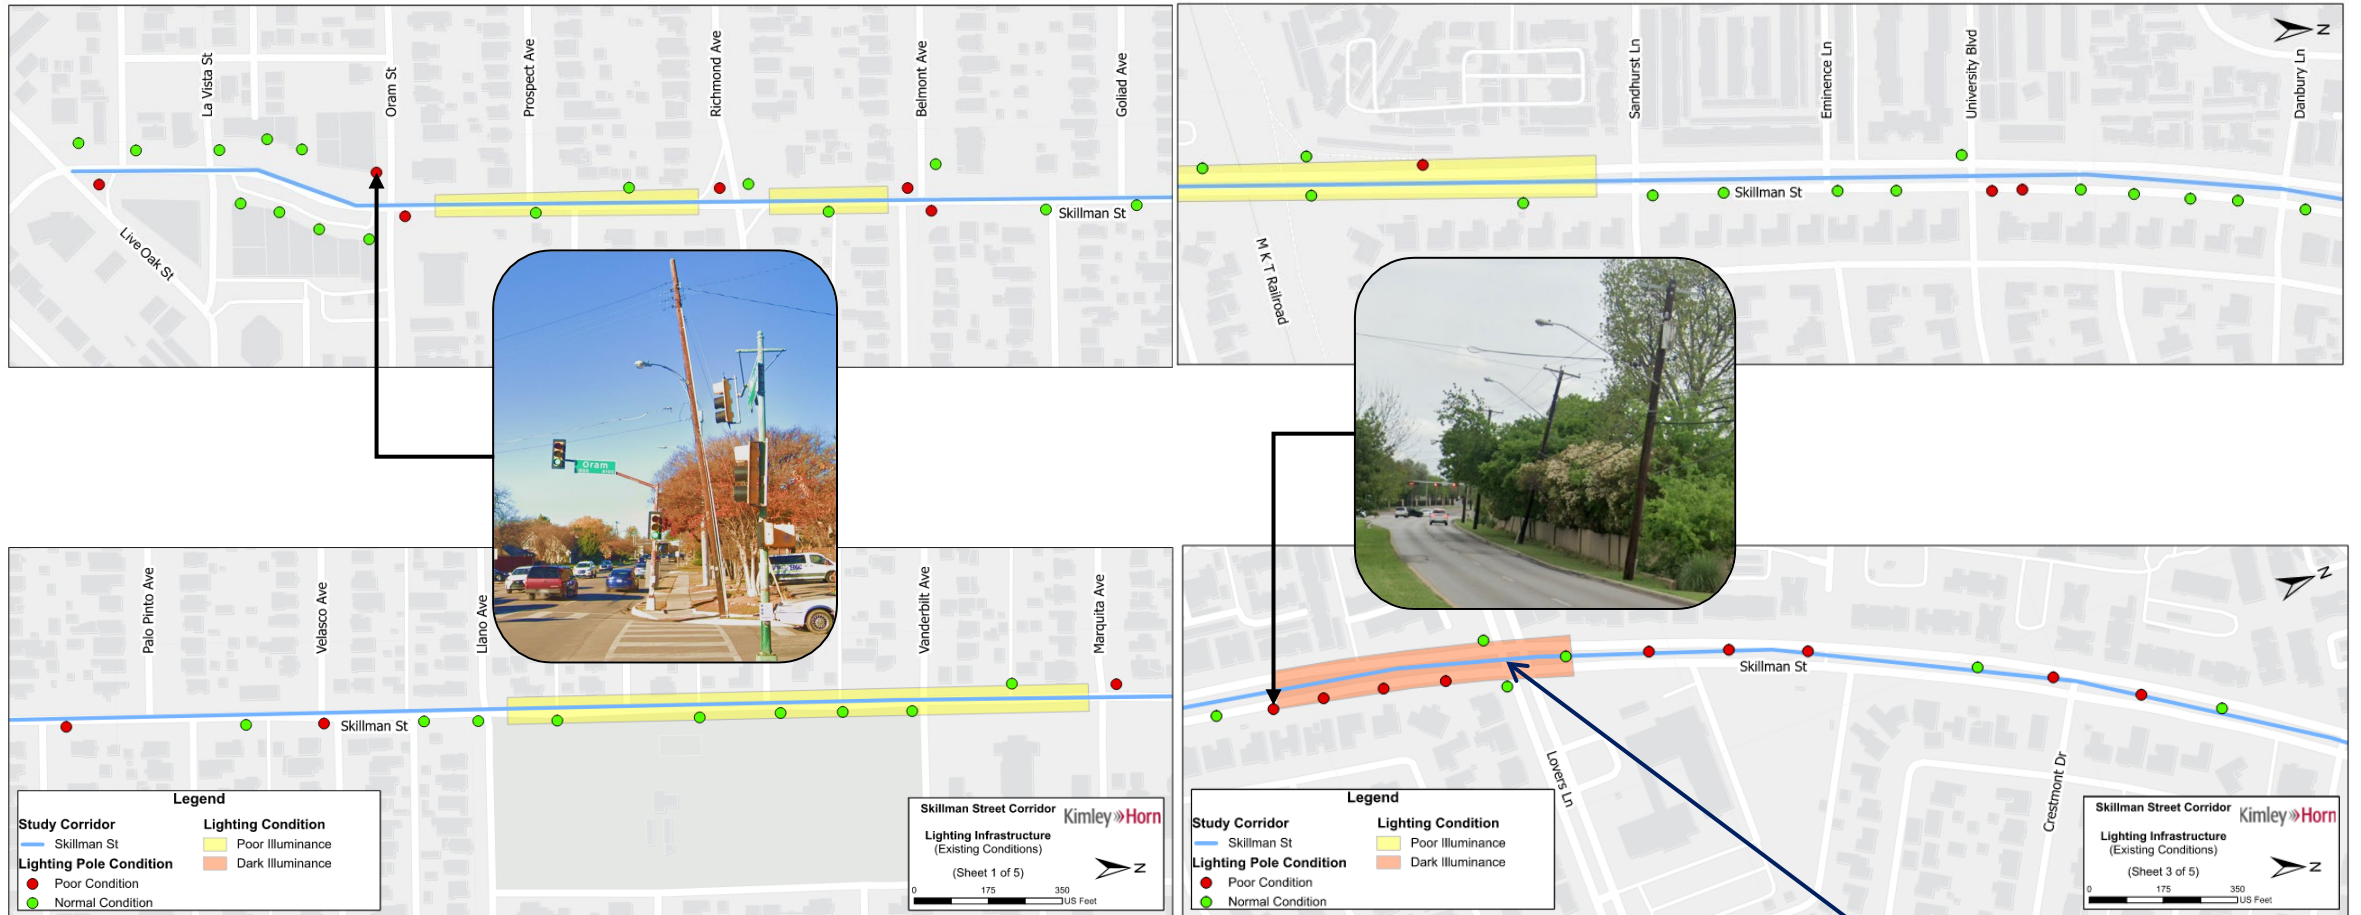 La Vista St
Oram St
Prospect Ave
Richmond Ave
Belmont Ave
Goliad Ave
Live Oak St
Skillman St
Sandhurst Ln
Eminence Ln
University Blvd
Danbury Ln
N
Skillman St
M K T Railroad
Oram
Palo Pinto Ave
Velasco Ave
Llano Ave
Vanderbilt Ave
Marquita Ave
Skillman St
Legend
Study Corridor
Skillman St
Lighting Pole Condition
Poor Condition
Normal Condition
Lighting Condition
Poor Illuminance
Dark Illuminance
Skillman Street Corridor
Kimley»Horn
Lighting Infrastructure
(Existing Conditions)
(Sheet 1 of 5)
N
0 175 350
US Feet
N
Skillman St
Lovers Ln
Crestmont Dr
Legend
Study Corridor
Skillman St
Lighting Pole Condition
Poor Condition
Normal Condition
Lighting Condition
Poor Illuminance
Dark Illuminance
Skillman Street Corridor
Kimley»Horn
Lighting Infrastructure
(Existing Conditions)
(Sheet 3 of 5)
N
0 175 350
US Feet